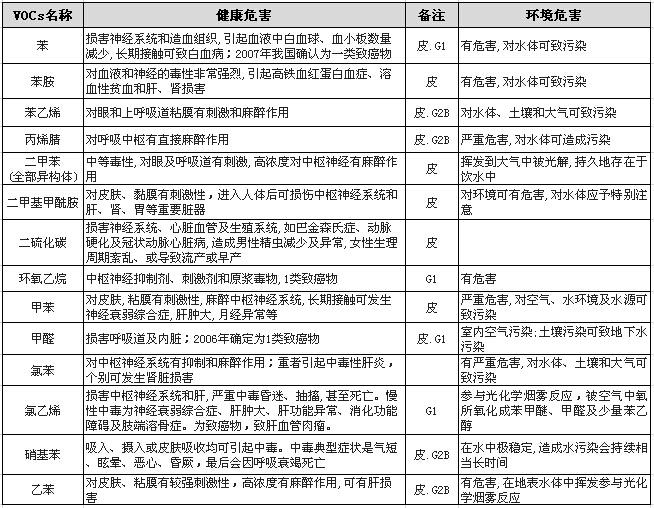 VOCs名称 健康危害 备注 环境危害
苯 损害神经系统和造血组织,引起血液中白血球、血小板数量减少,长期接触可致白血病;2007年我国确认为一类致癌物 皮.G1 有危害,对水体可致污染
苯胺 对血液和神经的毒性非常强烈,引起高铁血红蛋白血症、溶血性贫血和肝、肾损害 皮 有危害,对水体可致污染
苯乙烯 对眼和上呼吸道粘膜有刺激和麻醉作用 皮.G2B 对水体、土壤和大气可致污染
丙烯腈 对呼吸中枢有直接麻醉作用 皮.G2B 严重危害,对水体可造成污染
二甲苯(全部异构体) 中等毒性,对眼及呼吸道有刺激,高浓度对中枢神经有麻醉作用 皮 挥发到大气中被光解,持久地存在于饮水中
二甲基甲酰胺 对皮肤、黏膜有刺激性,进入人体后可损伤中枢神经系统和肝、肾、胃等重要脏器 皮 对环境可有危害,对水体应予特别注意
二硫化碳 损害神经系统、心脏血管及生殖系统,如巴金森氏症、动脉硬化及冠状动脉心脏病,造成男性精虫减少及异常,女性生理周期紊乱、或导致流产或早产 皮
环氧乙烷 中枢神经抑制剂、刺激剂和原浆毒物,1类致癌物 G1 有危害
甲苯 对皮肤,粘膜有刺激性,麻醉中枢神经系统,长期接触可发生神经衰弱综合症,肝肿大,月经异常等 皮 严重危害,对空气、水环境及水源可致污染
甲醛 损害呼吸道及内脏;2006年确定为1类致癌物 皮.G1 室内空气污染;土壤污染可致地下水污染
氯苯 对中枢神经系统有抑制和麻醉作用;重者引起中毒性肝炎,个别可发生肾脏损害 有严重危害,对水体、土壤和大气可致污染
氯乙烯 损害中枢神经系统和肝,严重中毒昏迷、抽搐,甚至死亡。慢性中毒为神经衰弱综合症、肝肿大、肝功能异常、消化功能障碍及肢端溶骨症。为致癌物,致肝血管肉瘤。 G1 参与光化学烟雾反应,被空气中氧所氧化成苯甲醛、甲醛及少量苯乙醇
硝基苯 吸入、摄入或皮肤吸收均可引起中毒。中毒典型症状是气短、眩晕、恶心、昏厥,最后会因呼吸衰竭死亡 皮.G2B 在水中极稳定,造成水污染会持续相当长时间
乙苯 对皮肤、粘膜有较强刺激性,高浓度有麻醉作用,可有肝损害 皮.G2B 有危害,在地表水体中挥发参与光化学烟雾反应